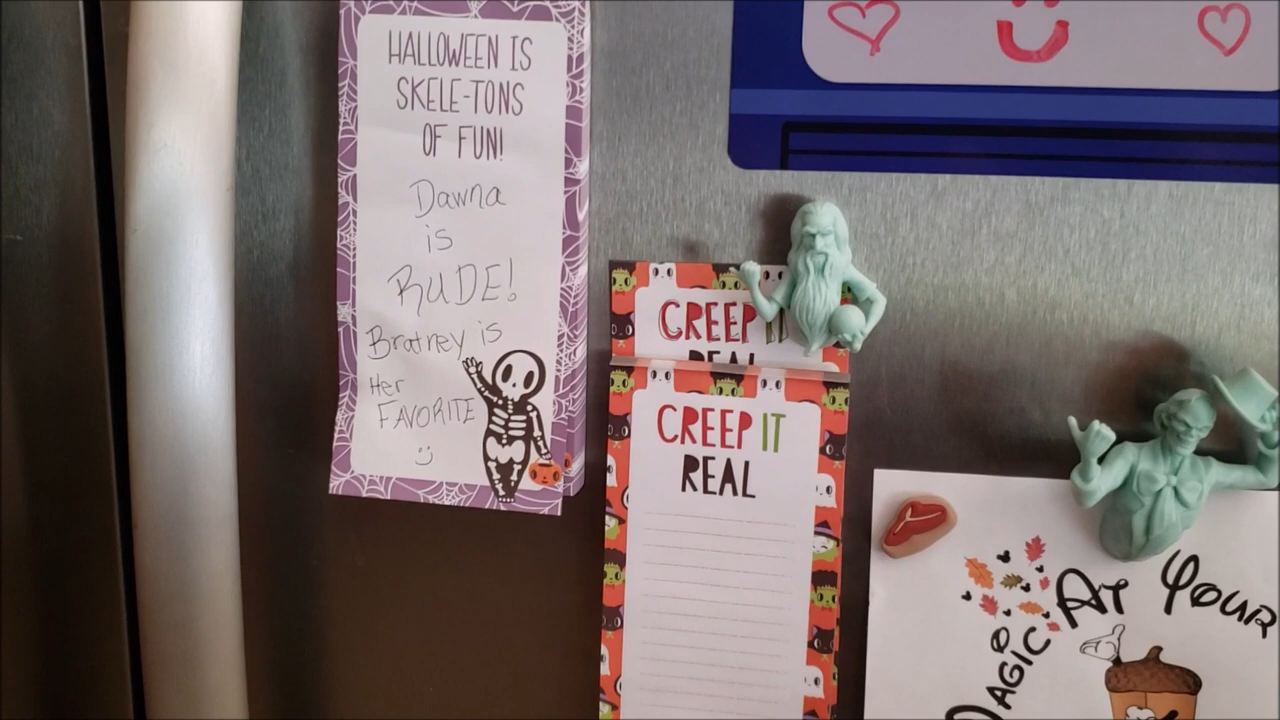 HALLOWEEN IS
SKELE-TONS
OF FUN!
Dawna
is
RUDE!
Bratney is
Her
FAVORITE
CREEP IT
REAL
CREEP IT
REAL
AT YOUR